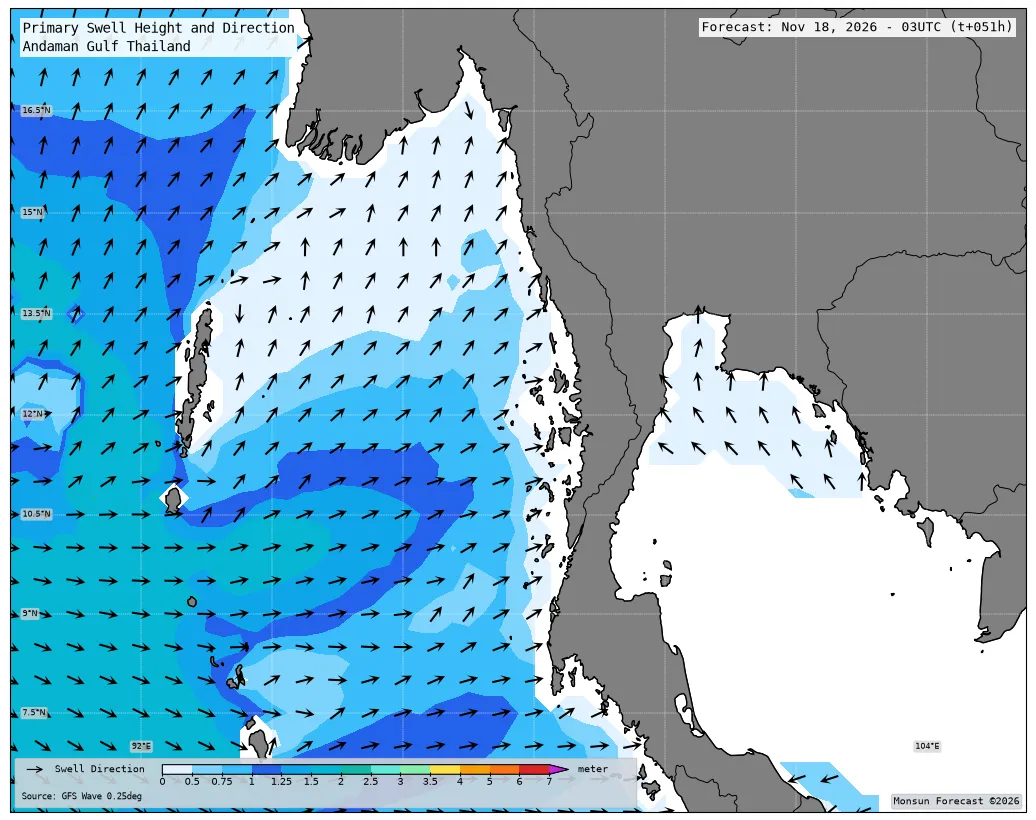 Primary Swell Height and Direction
Andaman Gulf Thailand
Forecast: Nov 18, 2026 - 03UTC (t+051h)
16.5°N
15°N
13.5°N
12°N
10.5°N
9°N
7.5°N
92°E
104°E
Swell Direction
0 0.5 0.75 1 1.25 1.5 2 2.5 3 3.5 4 5 6 7
meter
Source: GFS Wave 0.25deg
Monsun Forecast ©2026